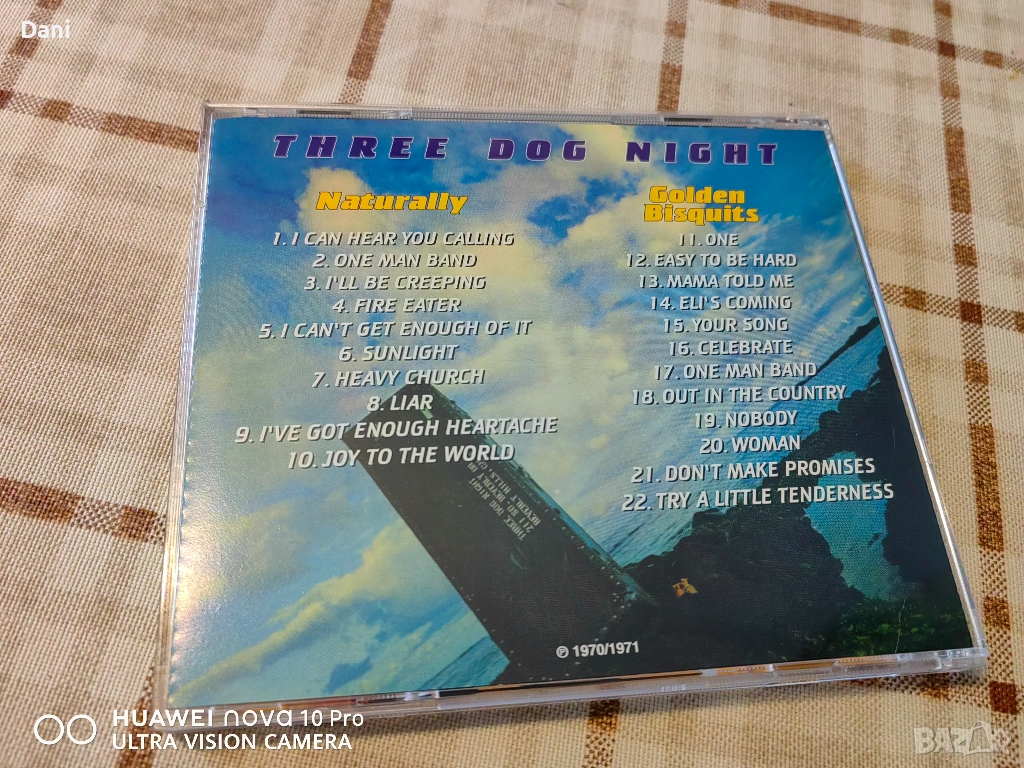 Dani
THREE DOG NIGHT
Naturally
1. I CAN HEAR YOU CALLING
2. ONE MAN BAND
3. I'LL BE CREEPING
4. FIRE EATER
5. I CAN'T GET ENOUGH OF IT
6. SUNLIGHT
7. HEAVY CHURCH
8. LIAR
9. I'VE GOT ENOUGH HEARTACHE
10. JOY TO THE WORLD
Golden
Bisquits
11. ONE
12. EASY TO BE HARD
13. MAMA TOLD ME
14. ELI'S COMING
15. YOUR SONG
16. CELEBRATE
17. ONE MAN BAND
18. OUT IN THE COUNTRY
19. NOBODY
20. WOMAN
21. DON'T MAKE PROMISES
22. TRY A LITTLE TENDERNESS
THREE DOG NIGHT
℗ 1970/1971
HUAWEI nova 10 Pro
ULTRA VISION CAMERA
BAZAR